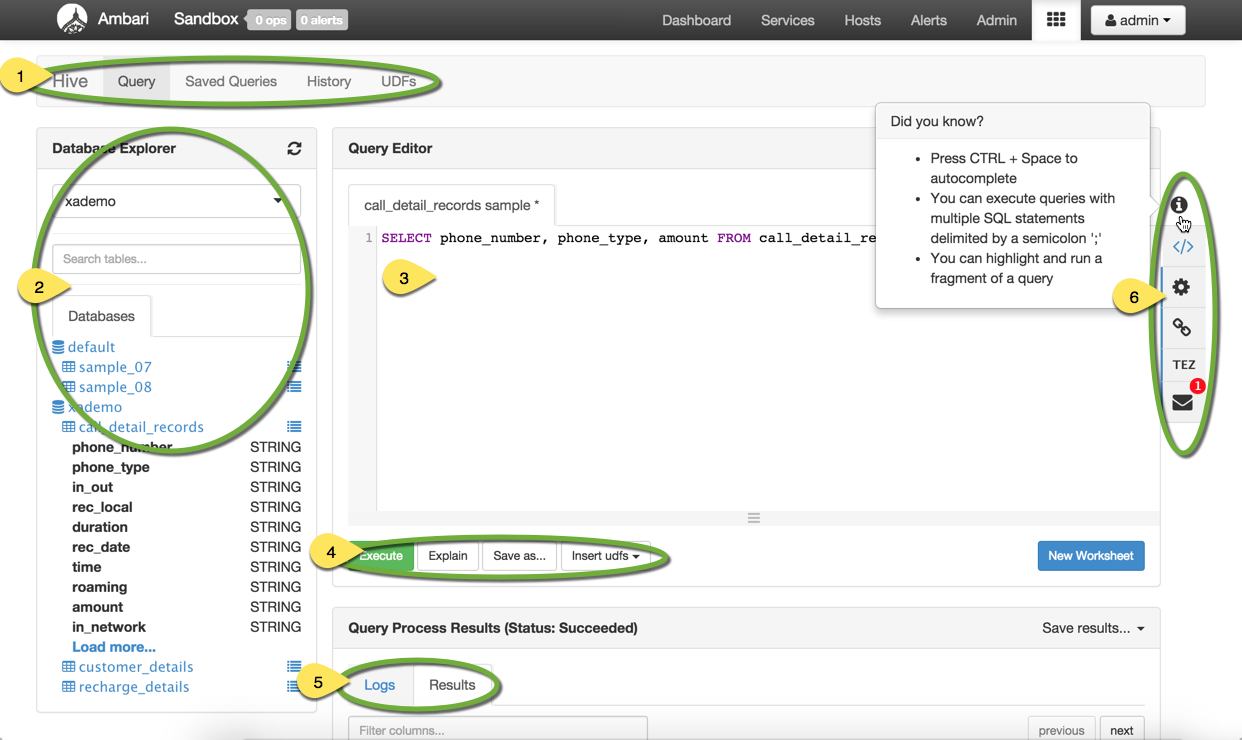 Ambari Sandbox 0 ops 0 alerts Dashboard Services Hosts Alerts Admin admin
1 Hive Query Saved Queries History UDFs
Database Explorer
xademo
Search tables...
2
Databases
default
sample_07
sample_08
xademo
call_detail_records
phone_number STRING
phone_type STRING
in_out STRING
rec_local STRING
duration STRING
rec_date STRING
time STRING
roaming STRING
amount STRING
in_network STRING
Load more...
customer_details
recharge_details
Query Editor
call_detail_records sample *
1 SELECT phone_number, phone_type, amount FROM call_detail_re
3
Did you know?
• Press CTRL + Space to
autocomplete
• You can execute queries with
multiple SQL statements
delimited by a semicolon ';'
• You can highlight and run a
fragment of a query
</>
6
TEZ
1
4 Execute Explain Save as... Insert udfs New Worksheet
Query Process Results (Status: Succeeded) Save results...
5 Logs Results
Filter columns... previous next